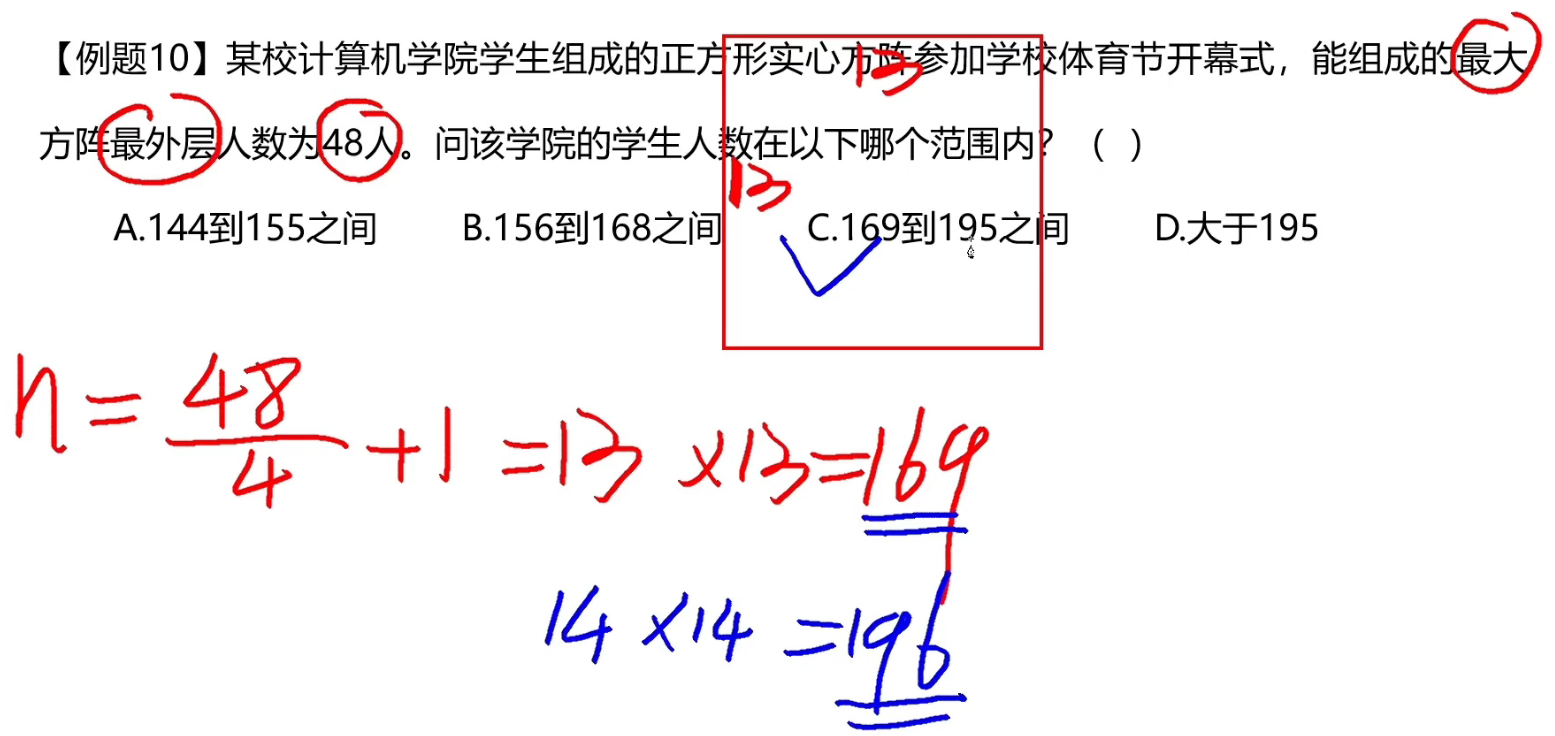 【例题10】某校计算机学院学生组成的正方形实心方阵参加学校体育节开幕式，能组成的最大
13
方阵最外层人数为48人。问该学院的学生人数在以下哪个范围内？（ ）
13
A.144到155之间 B.156到168之间 C.169到195之间 D.大于195
n=48/4+1=13×13=169
14×14=196